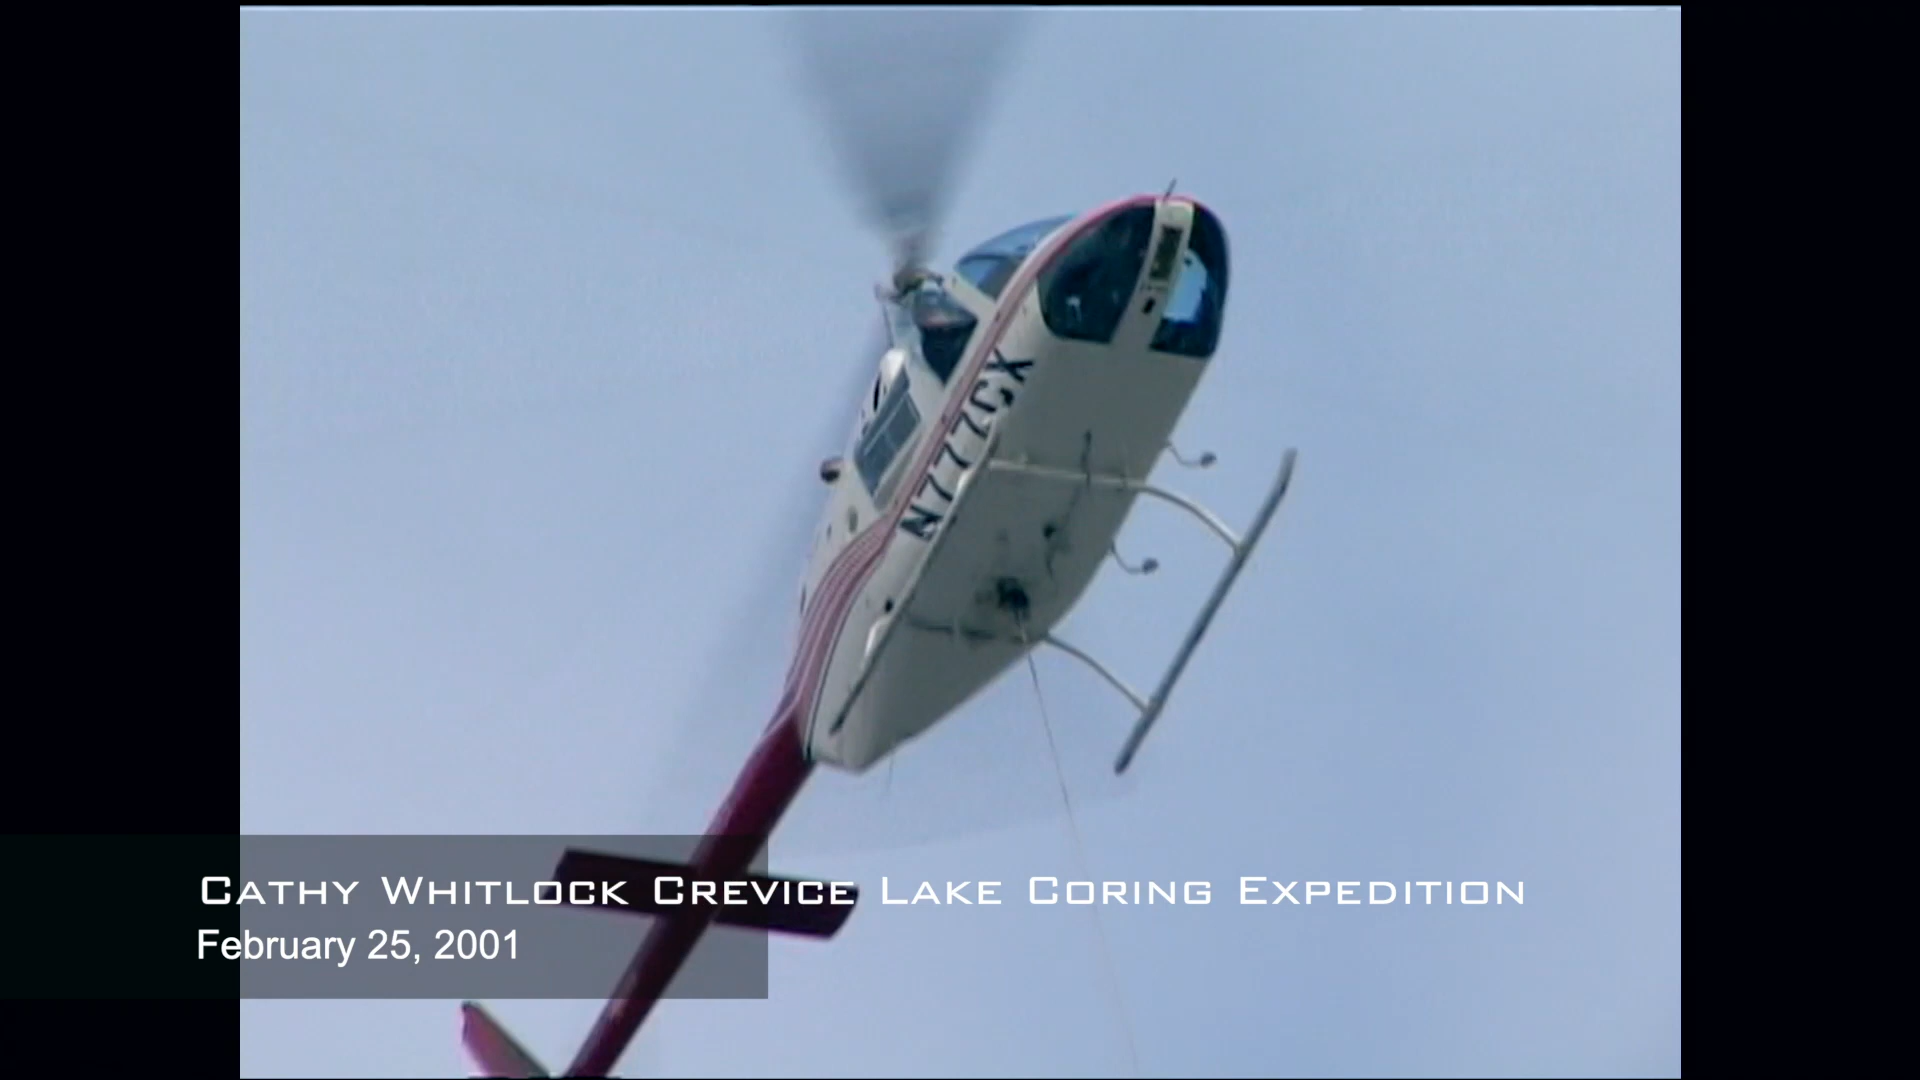 N777CX
Cathy Whitlock Crevice Lake Coring Expedition
February 25, 2001